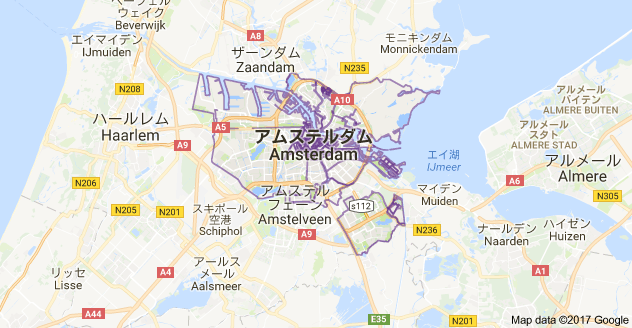 ベーフェル
ウェイク
Beverwijk
A8
モニキンダム
Monnickendam
エイマイデン
IJmuiden
ザーンダム
Zaandam
N235
N208
A10
アルメール
バイテン
ALMERE BUITEN
ハールレム
Haarlem
A5
アムステルダム
Amsterdam
アルメール
スタト
ALMERE STAD
A9
エイ湖
IJmeer
アルメール
Almere
N206
A6
マイデン
Muiden
N305
アムステル
フェーン
Amstelveen
s112
N205
N201
スキポール
空港
Schiphol
A9
N236
ナールデン
Naarden
ハイゼン
Huizen
リッセ
Lisse
アールス
メール
Aalsmeer
A1
A44
E35
N201
Map data ©2017 Google